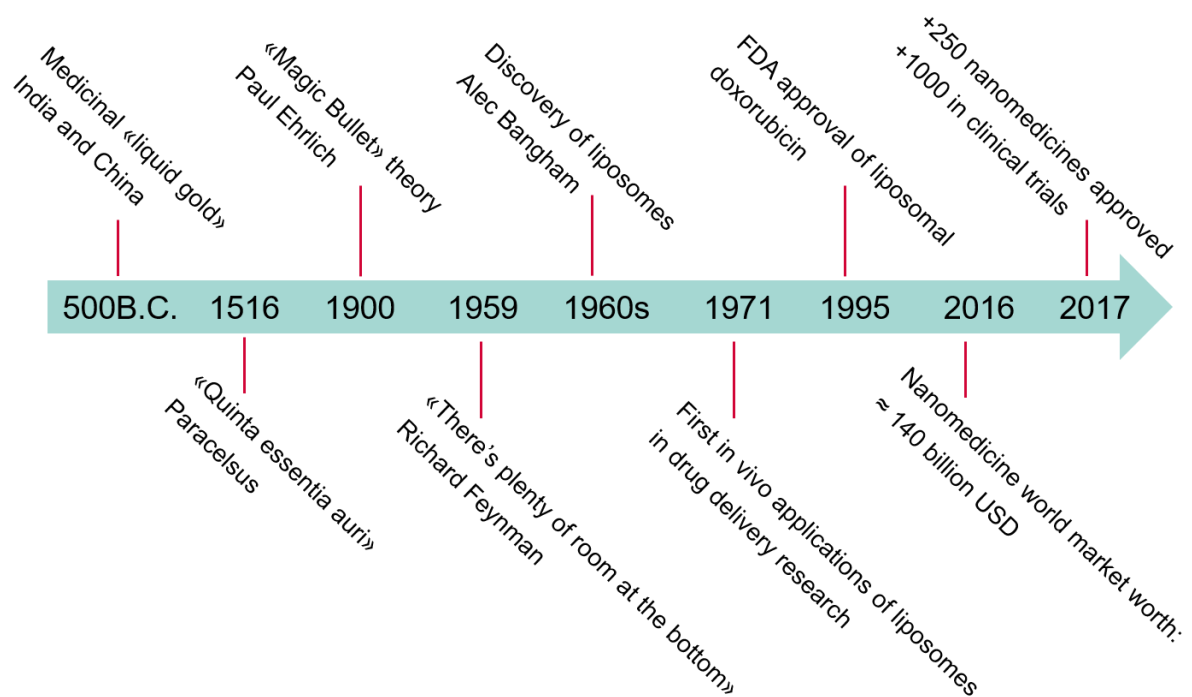 Medicinal «liquid gold»
India and China
«Magic Bullet» theory
Paul Ehrlich
Discovery of liposomes
Alec Bangham
FDA approval of liposomal
doxorubicin
+250 nanomedicines approved
+1000 in clinical trials
500B.C.
1516
1900
1959
1960s
1971
1995
2016
2017
«Quinta essentia auri»
Paracelsus
«There's plenty of room at the bottom»
Richard Feynman
First in vivo applications of liposomes
in drug delivery research
Nanomedicine world market worth:
≈ 140 billion USD